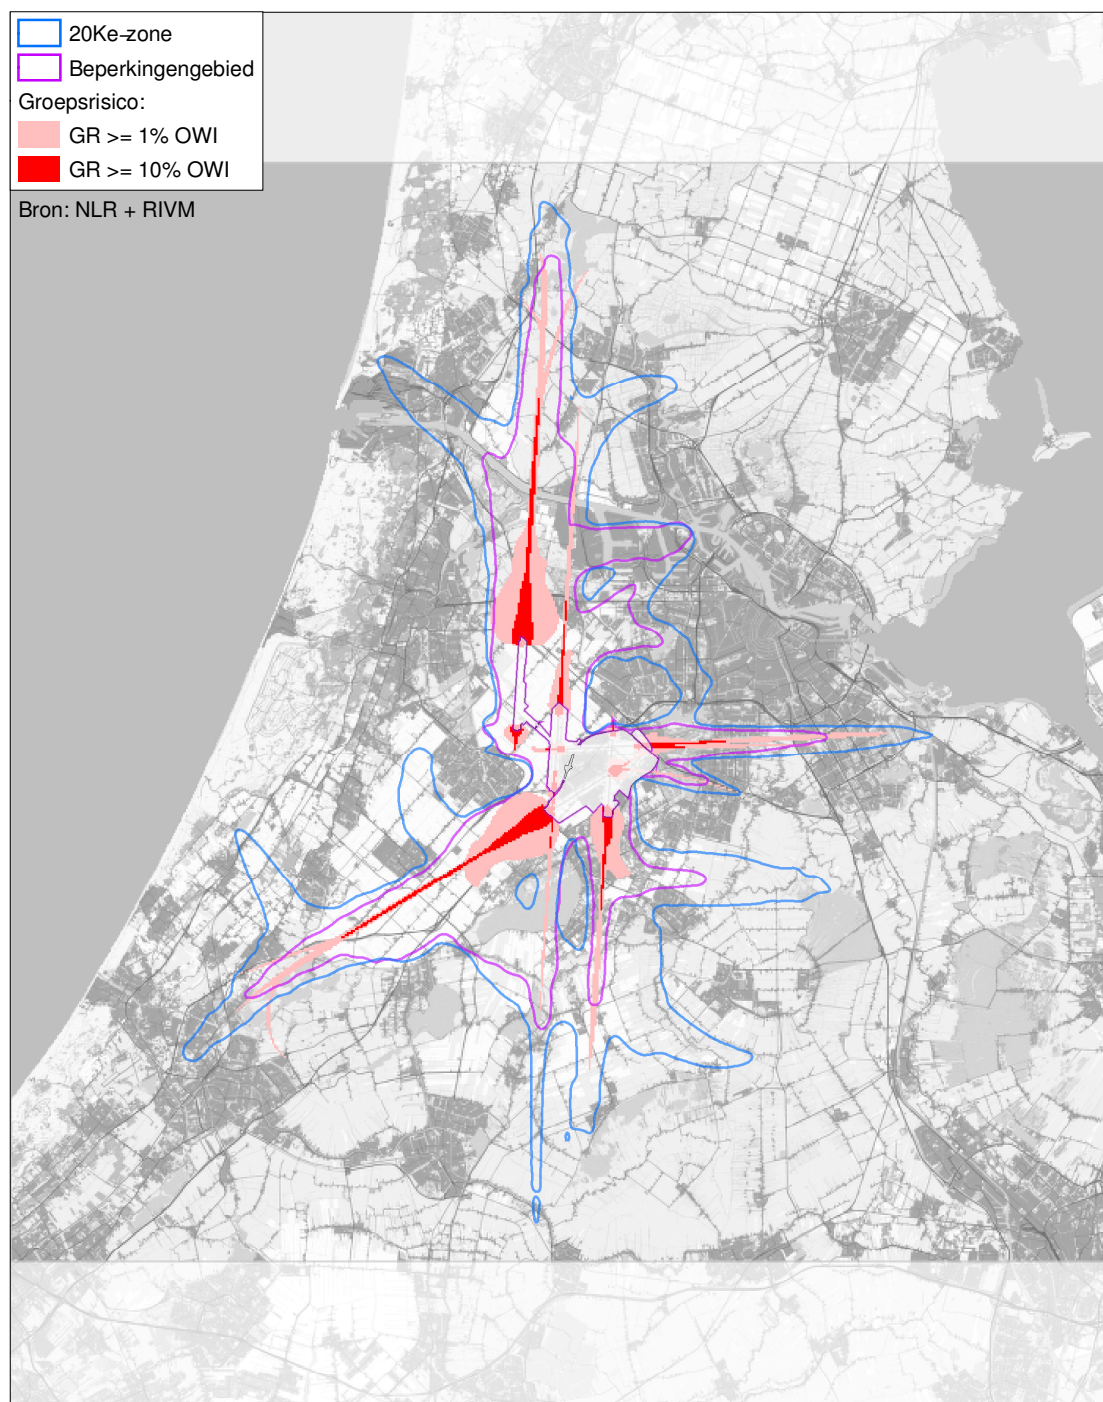 20Ke-zone
Beperkingengebied
Groepsrisico:
GR >= 1% OWI
GR >= 10% OWI
Bron: NLR + RIVM